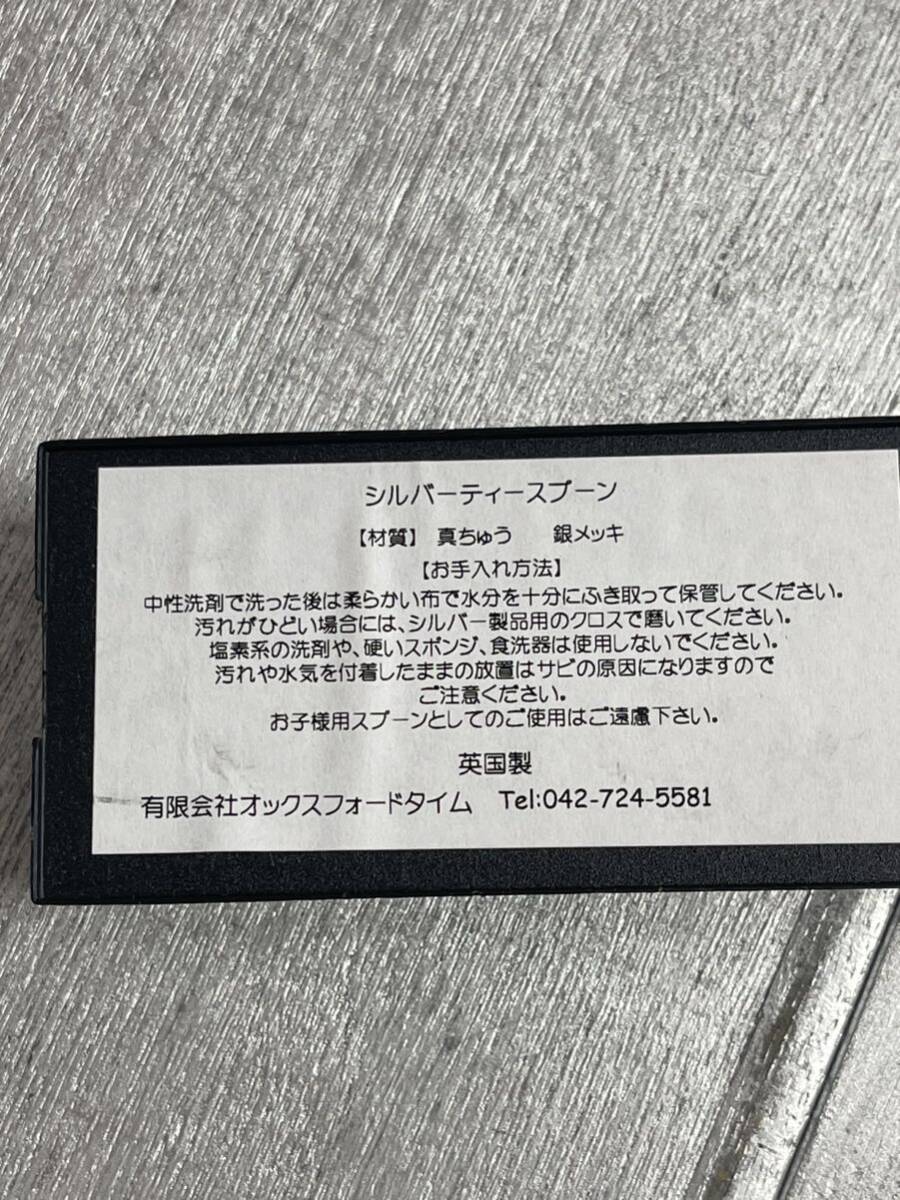 シルバーティースプーン
【材質】 真ちゅう 銀メッキ
【お手入れ方法】
中性洗剤で洗った後は柔らかい布で水分を十分にふき取って保管してください。
汚れがひどい場合には、シルバー製品用のクロスで磨いてください。
塩素系の洗剤や、硬いスポンジ、食洗器は使用しないでください。
汚れや水気を付着したままの放置はサビの原因になりますので
ご注意ください。
お子様用スプーンとしてのご使用はご遠慮下さい。
英国製
有限会社オックスフォードタイム Tel:042-724-5581